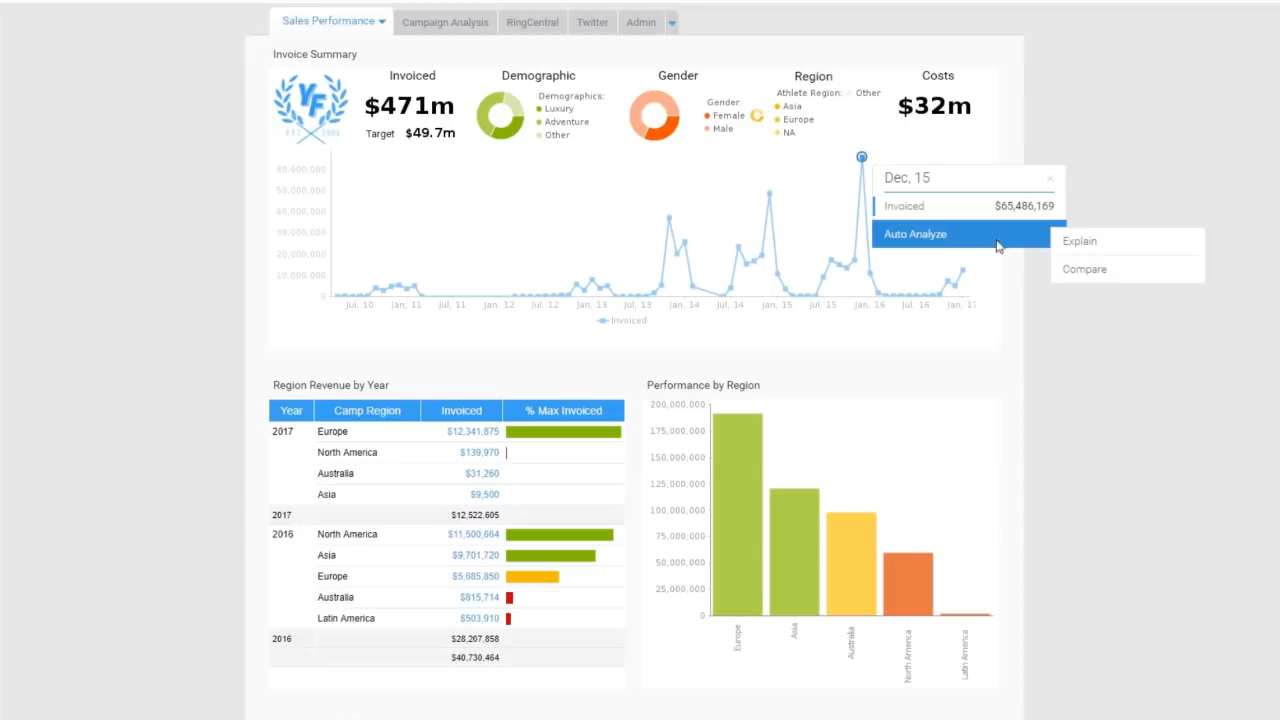 Sales Performance
Campaign Analysis
RingCentral
Twitter
Admin
Invoice Summary
YF
Invoiced
$471m
Target $49.7m
Demographic
Demographics:
Luxury
Adventure
Other
Gender
Gender:
Female
Male
Region
Athlete Region: Other
Asia
Europe
NA
Costs
$32m
60,000,000
50,000,000
40,000,000
30,000,000
20,000,000
10,000,000
0
Jul, 10 Jan, 11 Jul, 11 Jan, 12 Jul, 12 Jan, 13 Jul, 13 Jan, 14 Jul, 14 Jan, 15 Jul, 15 Jan, 16 Jul, 16 Jan, 1
Invoiced
Dec, 15 ×
Invoiced $65,486,169
Auto Analyze
Explain
Compare
Region Revenue by Year
Year Camp Region Invoiced % Max Invoiced
2017 Europe $12,341,875
North America $139,970
Australia $31,260
Asia $9,500
2017 $12,522,605
2016 North America $11,500,664
Asia $9,701,720
Europe $5,685,850
Australia $815,714
Latin America $503,910
2016 $28,207,858
$40,730,464
Performance by Region
200,000,000
175,000,000
150,000,000
125,000,000
100,000,000
75,000,000
50,000,000
25,000,000
0
Europe
Asia
Australia
North America
Latin America